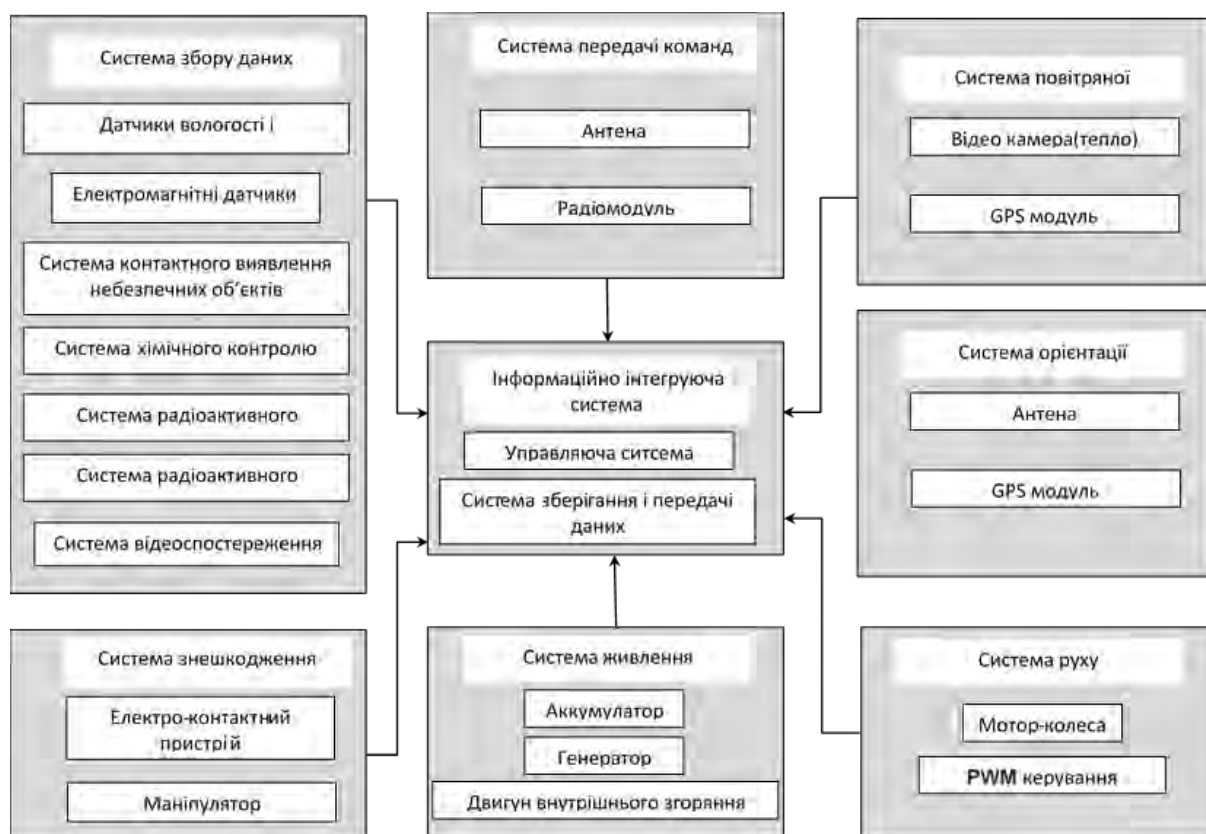 Система збору даних
Датчики вологості і
Електромагнітні датчики
Система контактного виявлення
небезпечних об’єктів
Система хімічного контролю
Система радіоактивного
Система радіоактивного
Система відеоспостереження
Система передачі команд
Антена
Радіомодуль
Система повітряної
Відео камера(тепло)
GPS модуль
Інформаційно інтегруюча
система
Управляюча ситсема
Система зберігання і передачі
даних
Система орієнтації
Антена
GPS модуль
Система знешкодження
Електро-контактний
пристрій
Маніпулятор
Система живлення
Аккумулатор
Генератор
Двигун внутрішнього згоряння
Система руху
Мотор-колеса
PWM керування